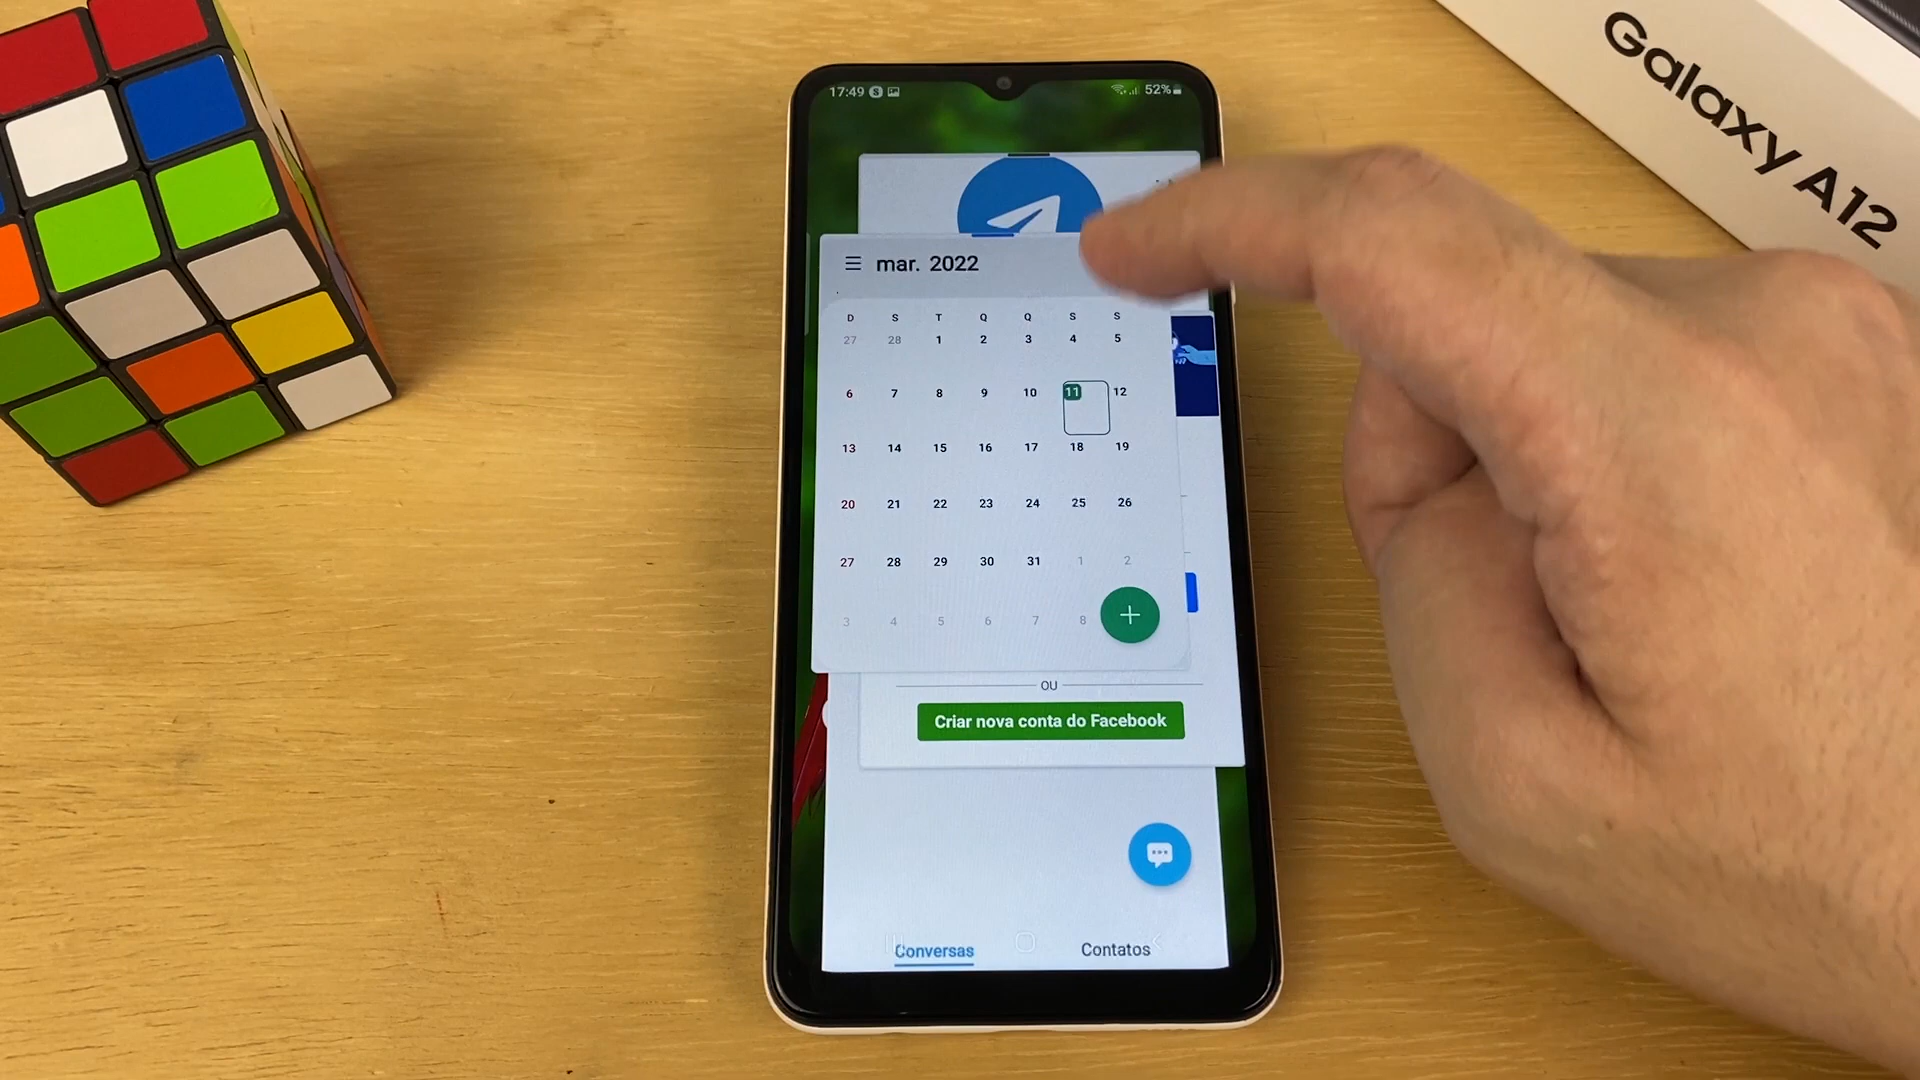 Galaxy A12
17:49
52%
mar. 2022
D S T Q Q S S
27 28 1 2 3 4 5
6 7 8 9 10 11 12
13 14 15 16 17 18 19
20 21 22 23 24 25 26
27 28 29 30 31 1 2
3 4 5 6 7 8
OU
Criar nova conta do Facebook
Conversas Contatos